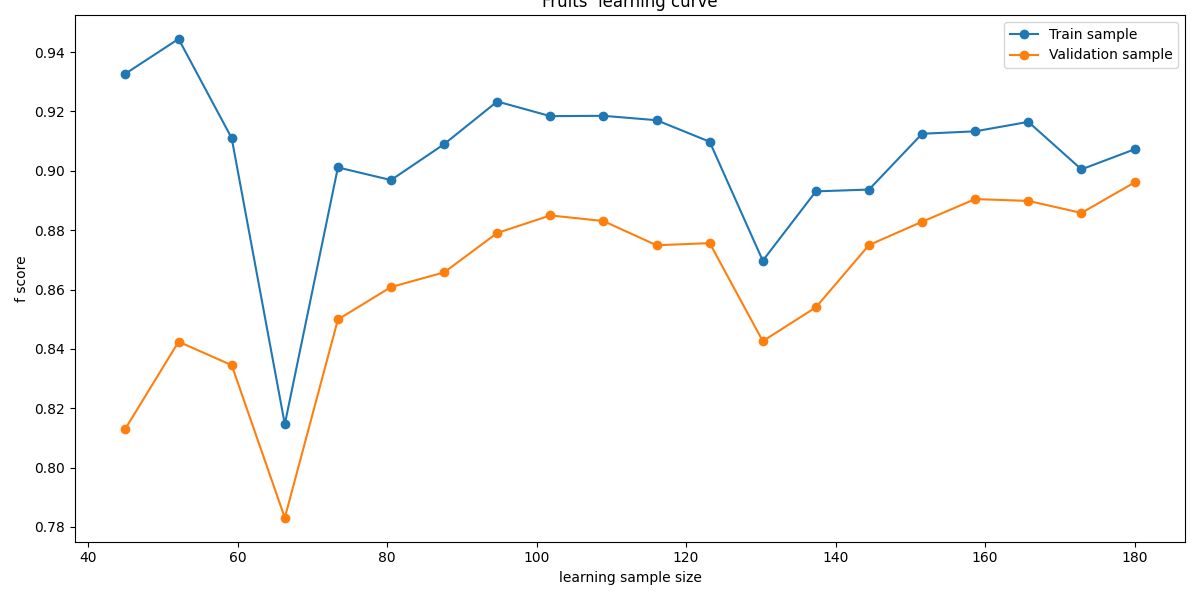 Fruits' learning curve
Train sample
Validation sample
f score
0.94
0.92
0.90
0.88
0.86
0.84
0.82
0.80
0.78
40 60 80 100 120 140 160 180
learning sample size